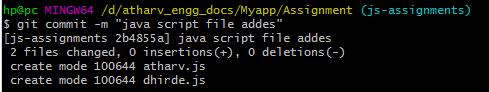 hp@pc MINGW64 /d/atharv_engg_docs/Myapp/Assignment (js-assignments)
$ git commit -m "java script file addes"
[js-assignments 2b4855a] java script file addes
 2 files changed, 0 insertions(+), 0 deletions(-)
 create mode 100644 atharv.js
 create mode 100644 dhirde.js